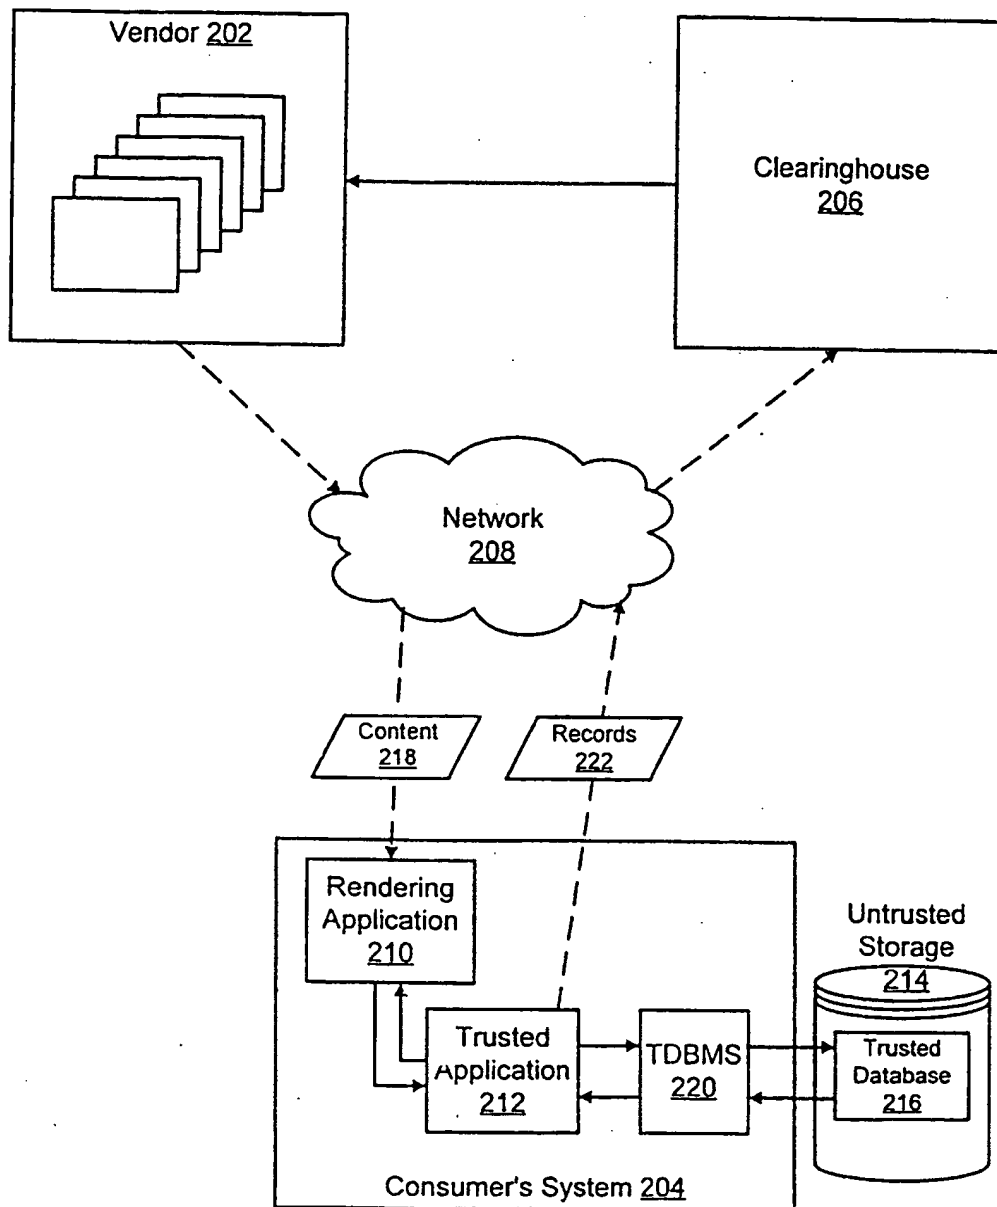 Vendor 202
Clearinghouse
206
Network
208
Content
218
Records
222
Rendering
Application
210
Untrusted
Storage
214
Trusted
Application
212
TDBMS
220
Trusted
Database
216
Consumer's System 204